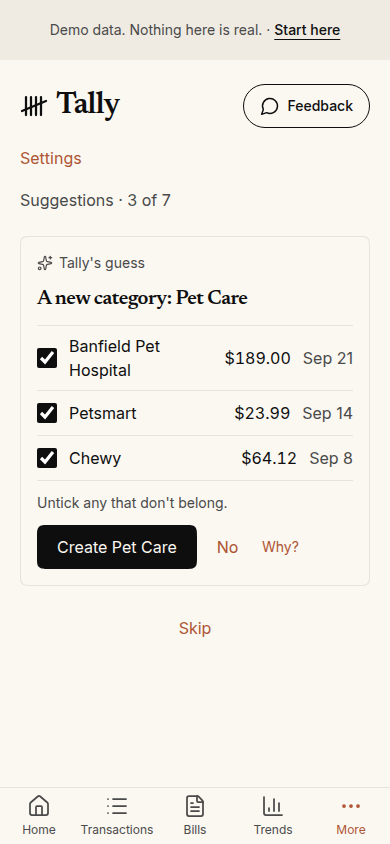 Demo data. Nothing here is real. · Start here
Tally
Feedback
Settings
Suggestions · 3 of 7
Tally's guess
A new category: Pet Care
Banfield Pet Hospital $189.00 Sep 21
Petsmart $23.99 Sep 14
Chewy $64.12 Sep 8
Untick any that don't belong.
Create Pet Care No Why?
Skip
Home Transactions Bills Trends More